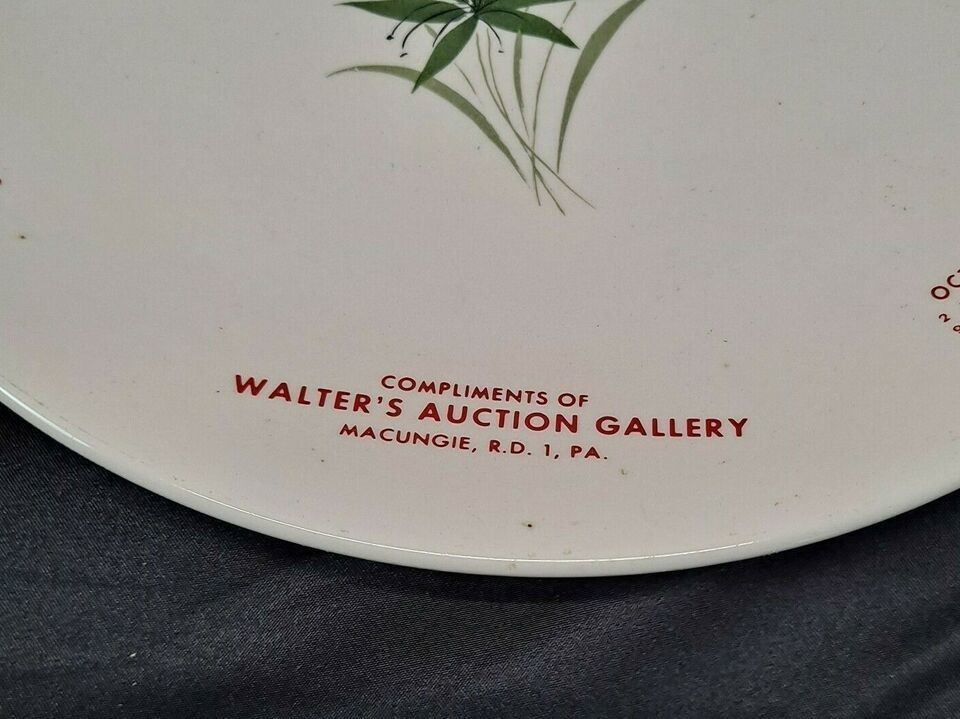 COMPLIMENTS OF
WALTER'S AUCTION GALLERY
MACUNGIE, R.D. 1, PA.